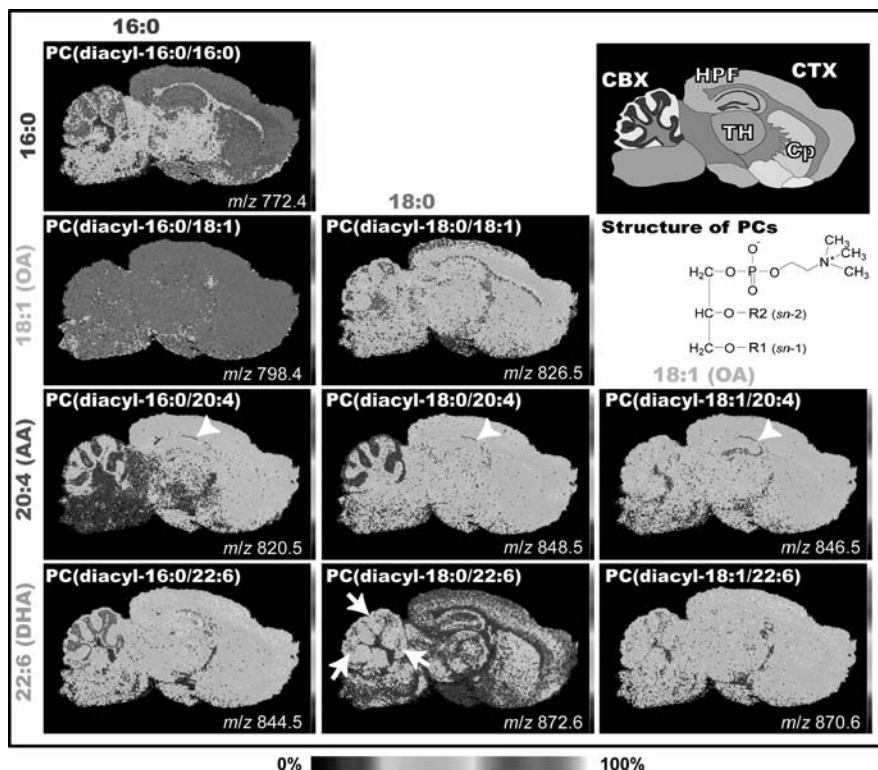 16:0
PC(diacyl-16:0/16:0)
16:0
m/z 772.4
CBX
HPF
CTX
TH
Cp
18:0
PC(diacyl-16:0/18:1)
18:1 (OA)
m/z 798.4
PC(diacyl-18:0/18:1)
m/z 826.5
Structure of PCs
O-
CH3
H2C-O-P-O
N+
CH3
O
CH3
HC-O-R2 (sn-2)
H2C-O-R1 (sn-1)
18:1 (OA)
PC(diacyl-16:0/20:4)
20:4 (AA)
m/z 820.5
PC(diacyl-18:0/20:4)
m/z 848.5
PC(diacyl-18:1/20:4)
m/z 846.5
PC(diacyl-16:0/22:6)
22:6 (DHA)
m/z 844.5
PC(diacyl-18:0/22:6)
m/z 872.6
PC(diacyl-18:1/22:6)
m/z 870.6
0% 100%